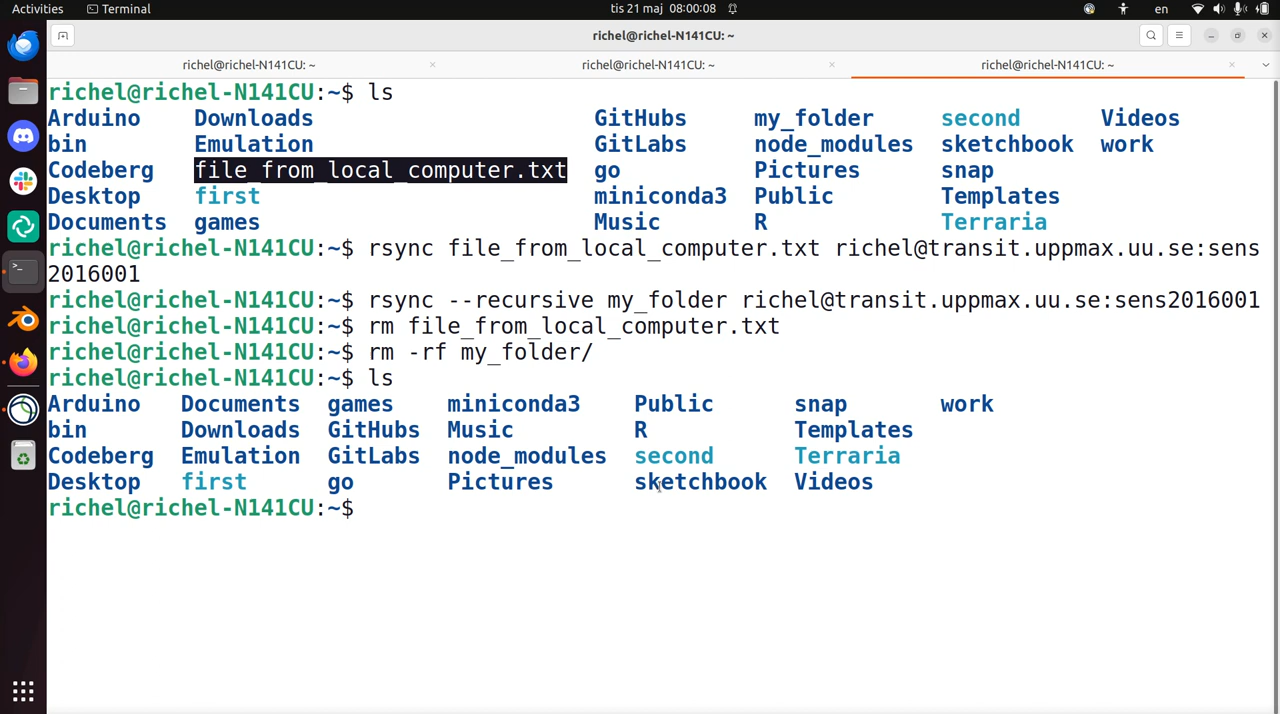 Activities Terminal tis 21 maj 08:00:08 en
richel@richel-N141CU: ~
richel@richel-N141CU: ~ × richel@richel-N141CU: ~ × richel@richel-N141CU: ~ ×
richel@richel-N141CU:~$ ls
Arduino Downloads GitHubs my_folder second Videos
bin Emulation GitLabs node_modules sketchbook work
Codeberg file_from_local_computer.txt go Pictures snap
Desktop first miniconda3 Public Templates
Documents games Music R Terraria
richel@richel-N141CU:~$ rsync file_from_local_computer.txt richel@transit.uppmax.uu.se:sens
2016001
richel@richel-N141CU:~$ rsync --recursive my_folder richel@transit.uppmax.uu.se:sens2016001
richel@richel-N141CU:~$ rm file_from_local_computer.txt
richel@richel-N141CU:~$ rm -rf my_folder/
richel@richel-N141CU:~$ ls
Arduino Documents games miniconda3 Public snap work
bin Downloads GitHubs Music R Templates
Codeberg Emulation GitLabs node_modules second Terraria
Desktop first go Pictures sketchbook Videos
richel@richel-N141CU:~$